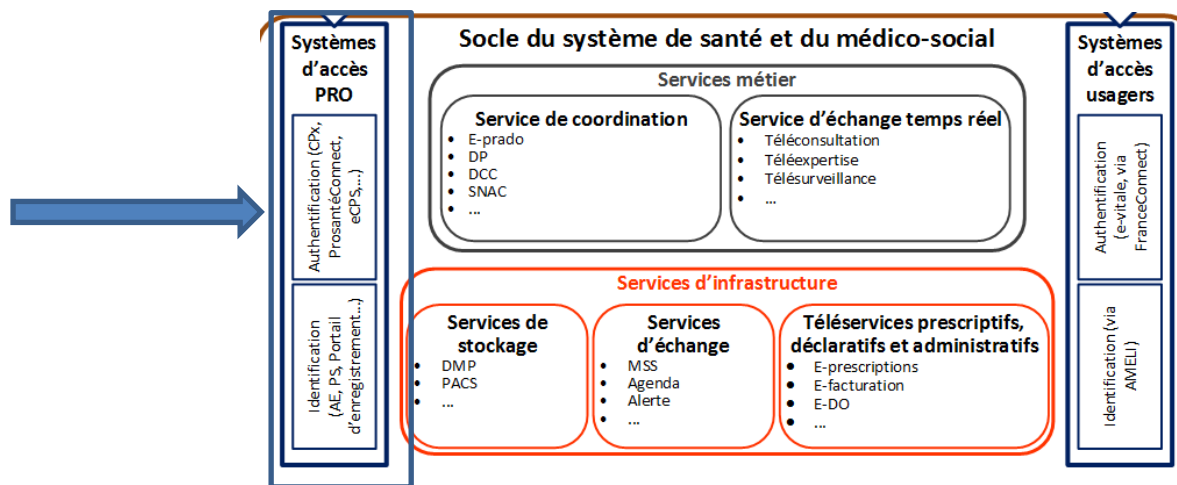 Systèmes
d'accès
PRO
Authentification (CPx,
ProsantéConnect,
eCPS,...)
Identification
(AE, PS, Portail
d'enregistrement...)
Socle du système de santé et du médico-social
Services métier
Service de coordination
• E-prado
• DP
• DCC
• SNAC
• ...
Service d'échange temps réel
• Téléconsultation
• Téléexpertise
• Télésurveillance
• ...
Services d'infrastructure
Services de
stockage
• DMP
• PACS
• ...
Services
d'échange
• MSS
• Agenda
• Alerte
• ...
Téléservices prescriptifs,
déclaratifs et administratifs
• E-prescriptions
• E-facturation
• E-DO
• ...
Systèmes
d'accès
usagers
Authentification
(e-vitale, via
FranceConnect)
Identification (via
AMELI)